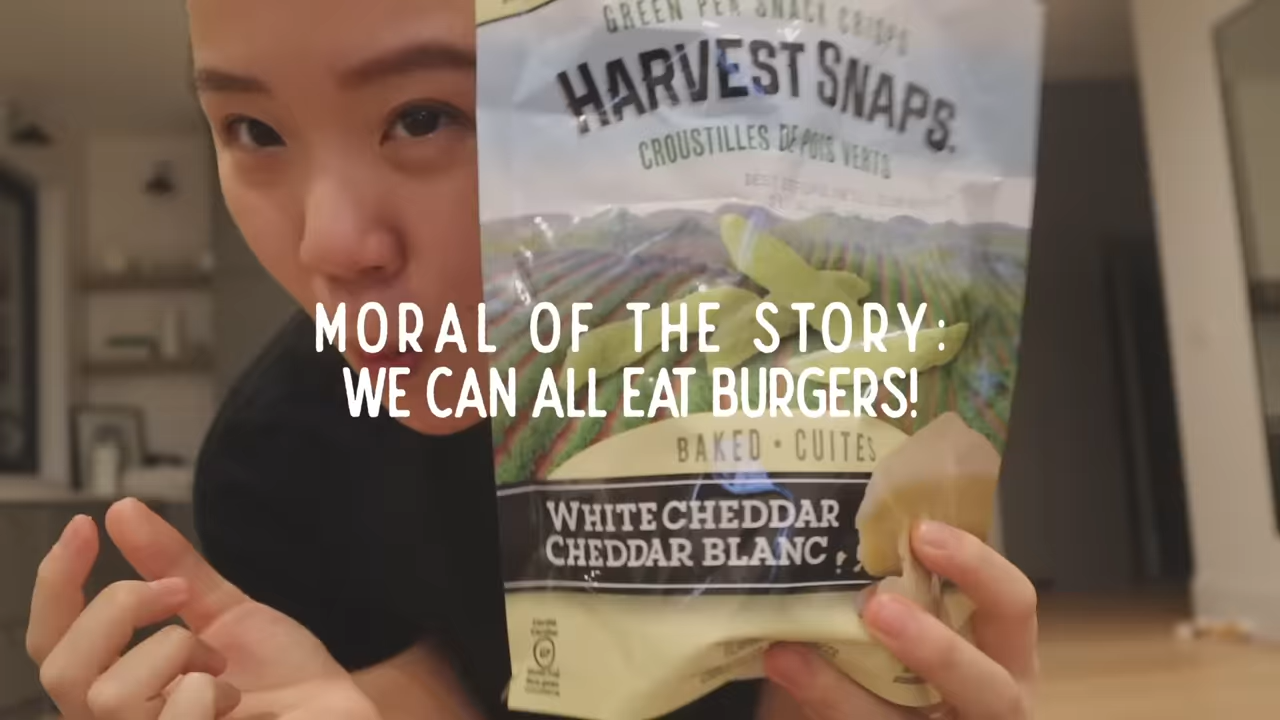 GREEN PEA SNACK CRISPS
HARVEST SNAPS.
CROUSTILLES DE POIS VERTS
MORAL OF THE STORY:
WE CAN ALL EAT BURGERS!
BAKED • CUITES
WHITE CHEDDAR
CHEDDAR BLANC